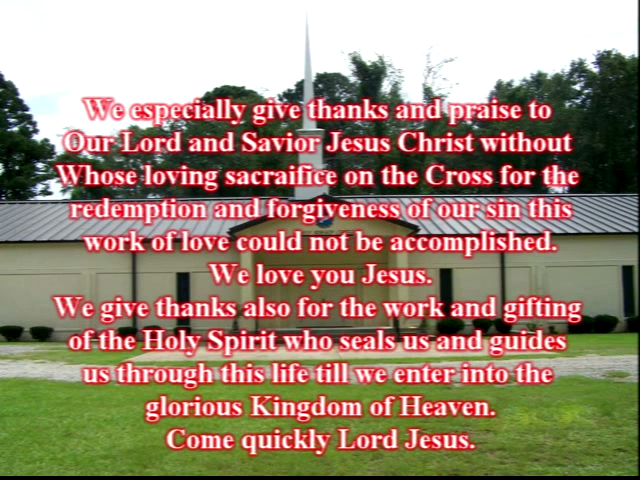 We especially give thanks and praise to
Our Lord and Savior Jesus Christ without
Whose loving sacraifice on the Cross for the
redemption and forgiveness of our sin this
work of love could not be accomplished.
We love you Jesus.
We give thanks also for the work and gifting
of the Holy Spirit who seals us and guides
us through this life till we enter into the
glorious Kingdom of Heaven.
Come quickly Lord Jesus.